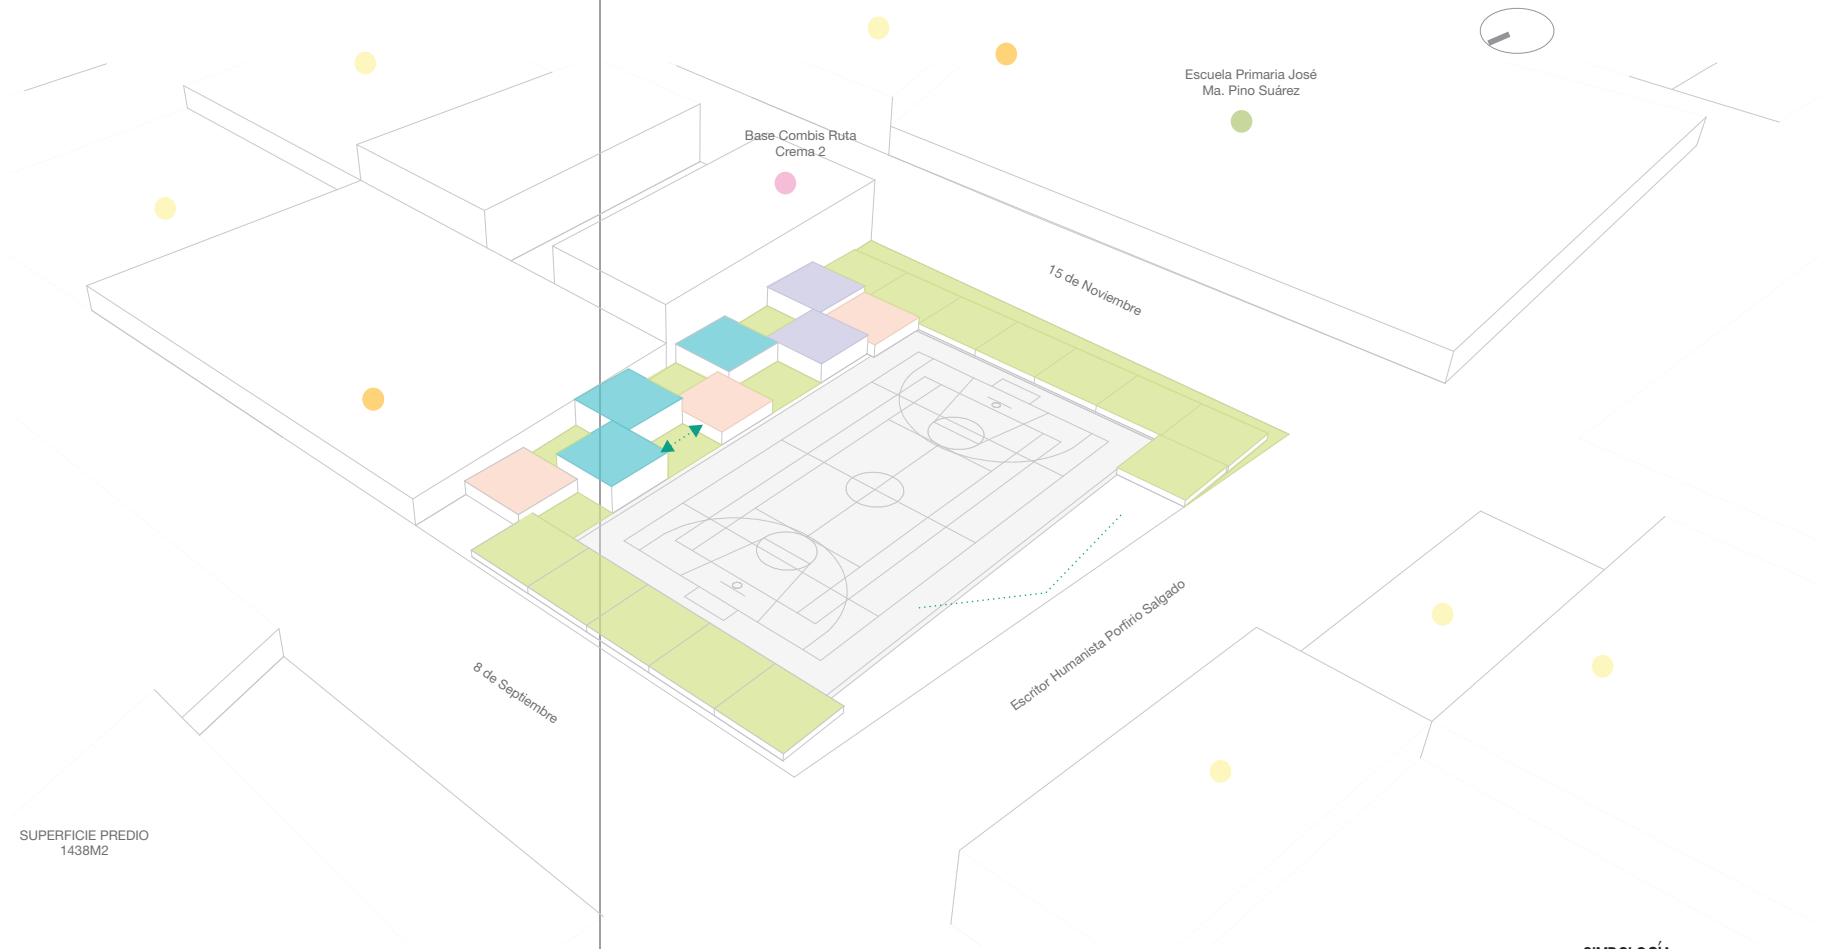 Escuela Primaria José
Ma. Pino Suárez
Base Combis Ruta
Crema 2
15 de Noviembre
Escritor Humanista Porfirio Salgado
8 de Septiembre
SUPERFICIE PREDIO
1438M2